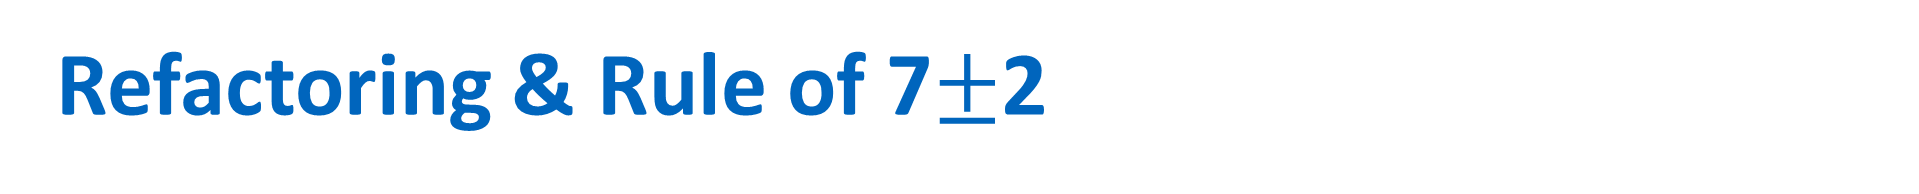 Refactoring & Rule of 7±2